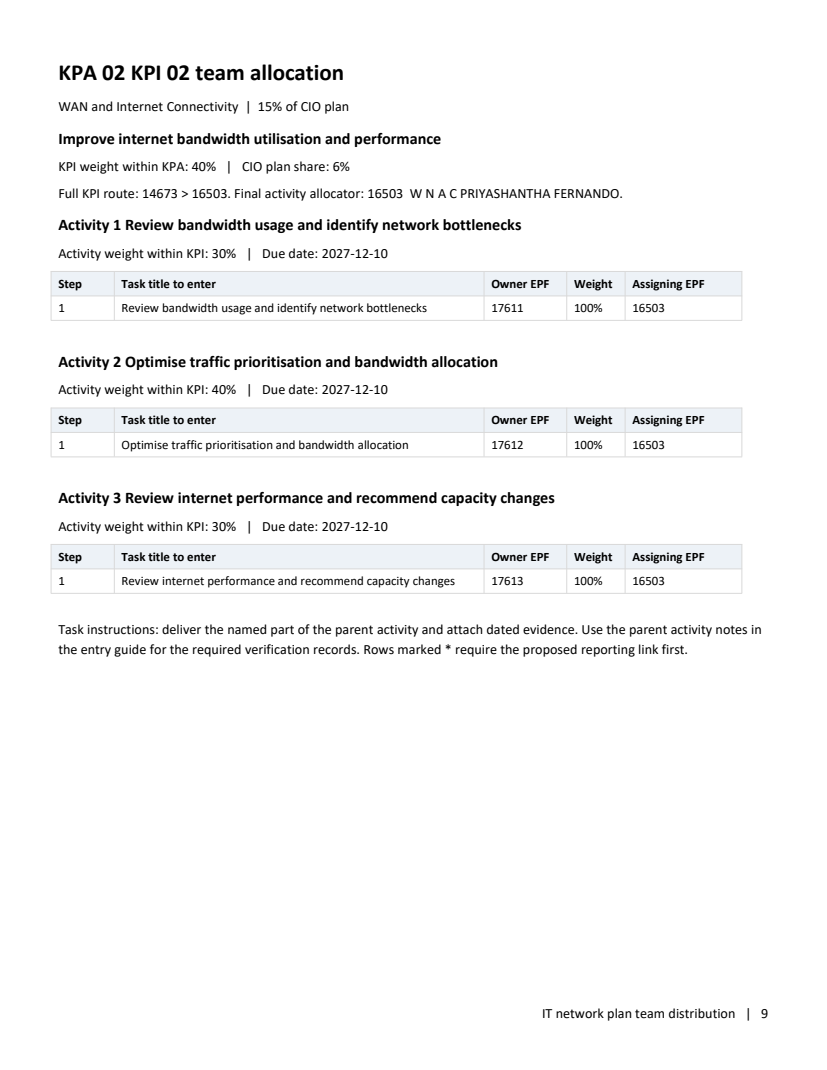 KPA 02 KPI 02 team allocation
WAN and Internet Connectivity | 15% of CIO plan
Improve internet bandwidth utilisation and performance
KPI weight within KPA: 40% | CIO plan share: 6%
Full KPI route: 14673 > 16503. Final activity allocator: 16503 W N A C PRIYASHANTHA FERNANDO.
Activity 1 Review bandwidth usage and identify network bottlenecks
Activity weight within KPI: 30% | Due date: 2027-12-10
Step Task title to enter Owner EPF Weight Assigning EPF
1 Review bandwidth usage and identify network bottlenecks 17611 100% 16503
Activity 2 Optimise traffic prioritisation and bandwidth allocation
Activity weight within KPI: 40% | Due date: 2027-12-10
Step Task title to enter Owner EPF Weight Assigning EPF
1 Optimise traffic prioritisation and bandwidth allocation 17612 100% 16503
Activity 3 Review internet performance and recommend capacity changes
Activity weight within KPI: 30% | Due date: 2027-12-10
Step Task title to enter Owner EPF Weight Assigning EPF
1 Review internet performance and recommend capacity changes 17613 100% 16503
Task instructions: deliver the named part of the parent activity and attach dated evidence. Use the parent activity notes in
the entry guide for the required verification records. Rows marked * require the proposed reporting link first.
IT network plan team distribution | 9